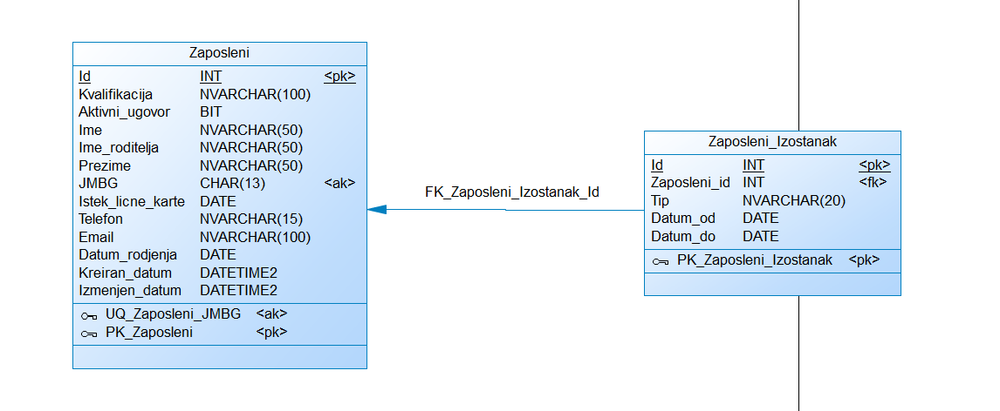 Zaposleni
Id INT <pk>
Kvalifikacija NVARCHAR(100)
Aktivni_ugovor BIT
Ime NVARCHAR(50)
Ime_roditelja NVARCHAR(50)
Prezime NVARCHAR(50)
JMBG CHAR(13) <ak>
Istek_licne_karte DATE
Telefon NVARCHAR(15)
Email NVARCHAR(100)
Datum_rodjenja DATE
Kreiran_datum DATETIME2
Izmenjen_datum DATETIME2
UQ_Zaposleni_JMBG <ak>
PK_Zaposleni <pk>
FK_Zaposleni_Izostanak_Id
Zaposleni_Izostanak
Id INT <pk>
Zaposleni_id INT <fk>
Tip NVARCHAR(20)
Datum_od DATE
Datum_do DATE
PK_Zaposleni_Izostanak <pk>